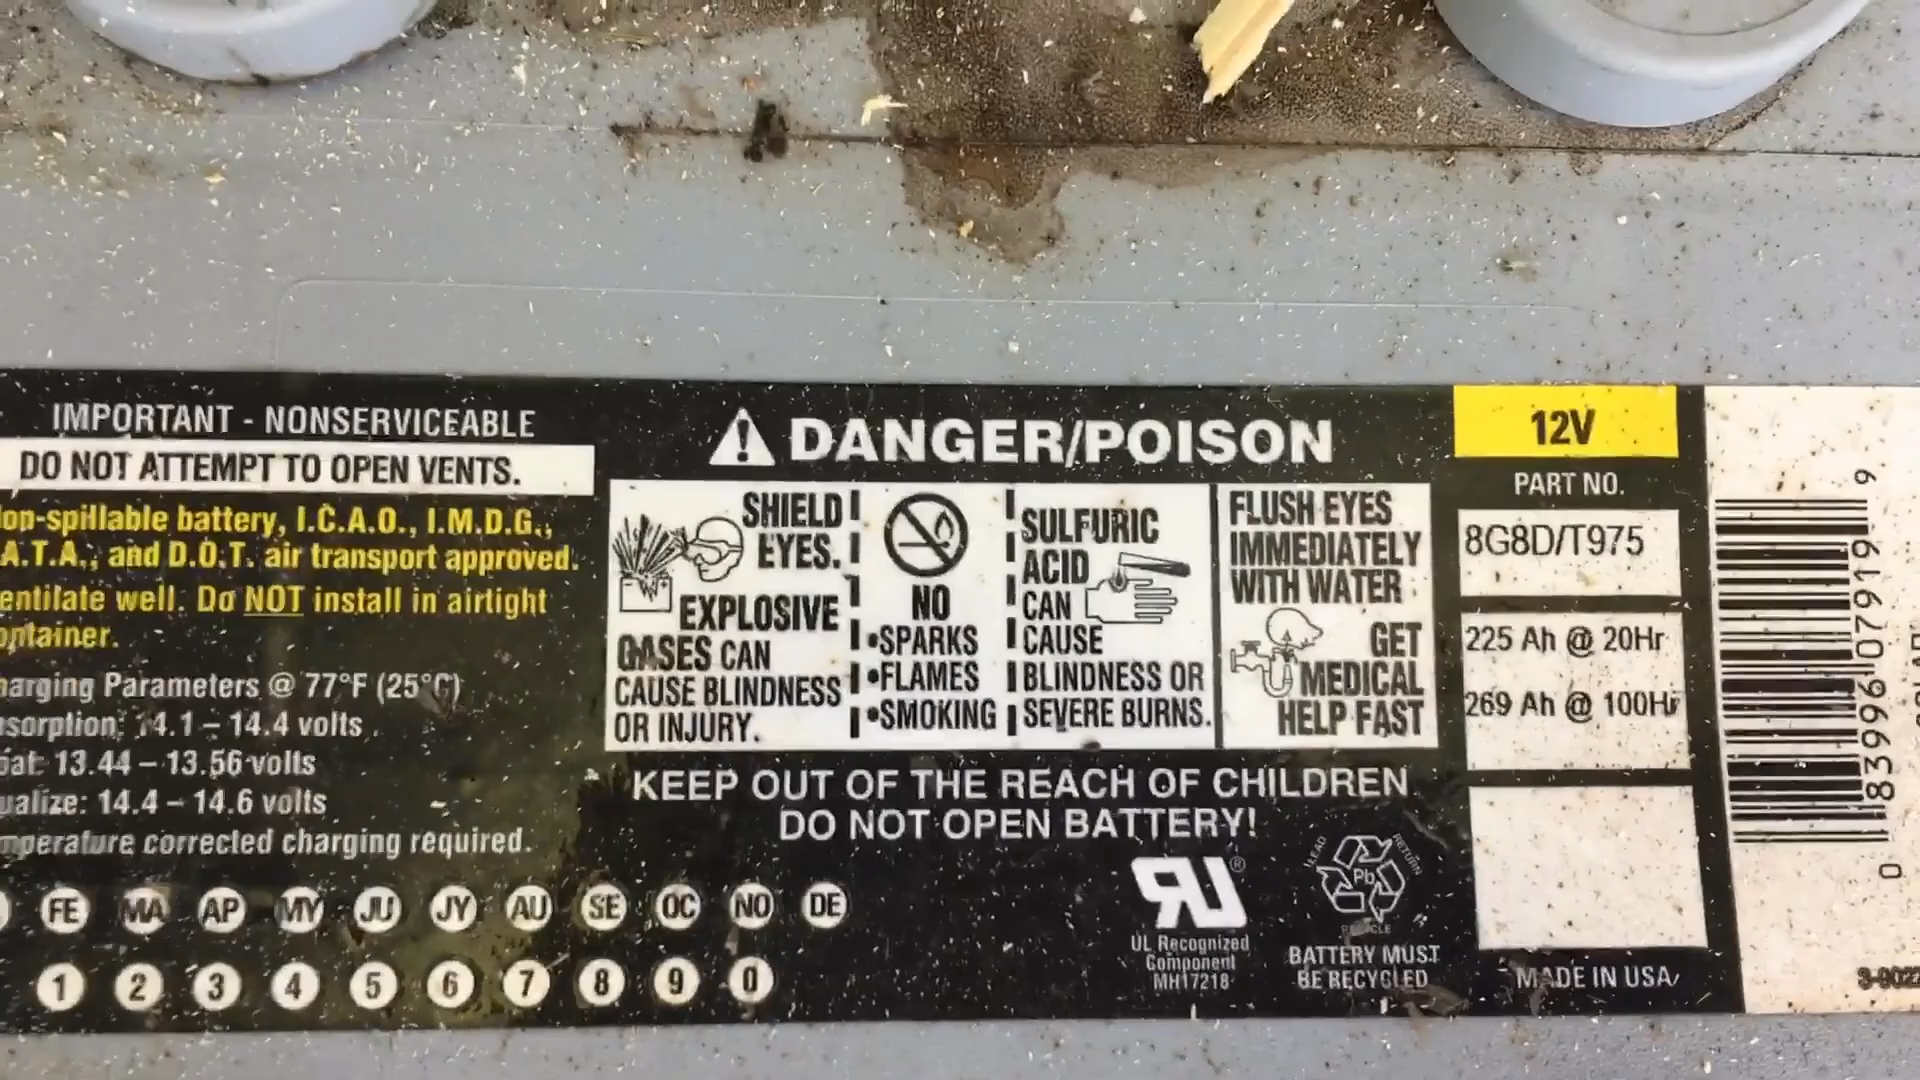 IMPORTANT - NONSERVICEABLE
DO NOT ATTEMPT TO OPEN VENTS.
on-spillable battery, I.C.A.O., I.M.D.G.,
A.T.A., and D.O.T. air transport approved.
entilate well. Do NOT install in airtight
ontainer.
harging Parameters @ 77°F (25°C)
sorption: 14.1 – 14.4 volts
oat: 13.44 – 13.56 volts
ualize: 14.4 – 14.6 volts
mperature corrected charging required.
FE MA AP MY JU JY AU SE OC NO DE
1 2 3 4 5 6 7 8 9 0
DANGER/POISON
SHIELD
EYES.
EXPLOSIVE
GASES CAN
CAUSE BLINDNESS
OR INJURY.
NO
•SPARKS
•FLAMES
•SMOKING
SULFURIC
ACID
CAN
CAUSE
BLINDNESS OR
SEVERE BURNS.
FLUSH EYES
IMMEDIATELY
WITH WATER
GET
MEDICAL
HELP FAST
KEEP OUT OF THE REACH OF CHILDREN
DO NOT OPEN BATTERY!
RU®
UL Recognized
Component
MH17218
LEAD RETURN
Pb
BATTERY MUST
BE RECYCLED
12V
PART NO.
8G8D/T975
225 Ah @ 20Hr
269 Ah @ 100Hr
MADE IN USA
0 83996 07919 9